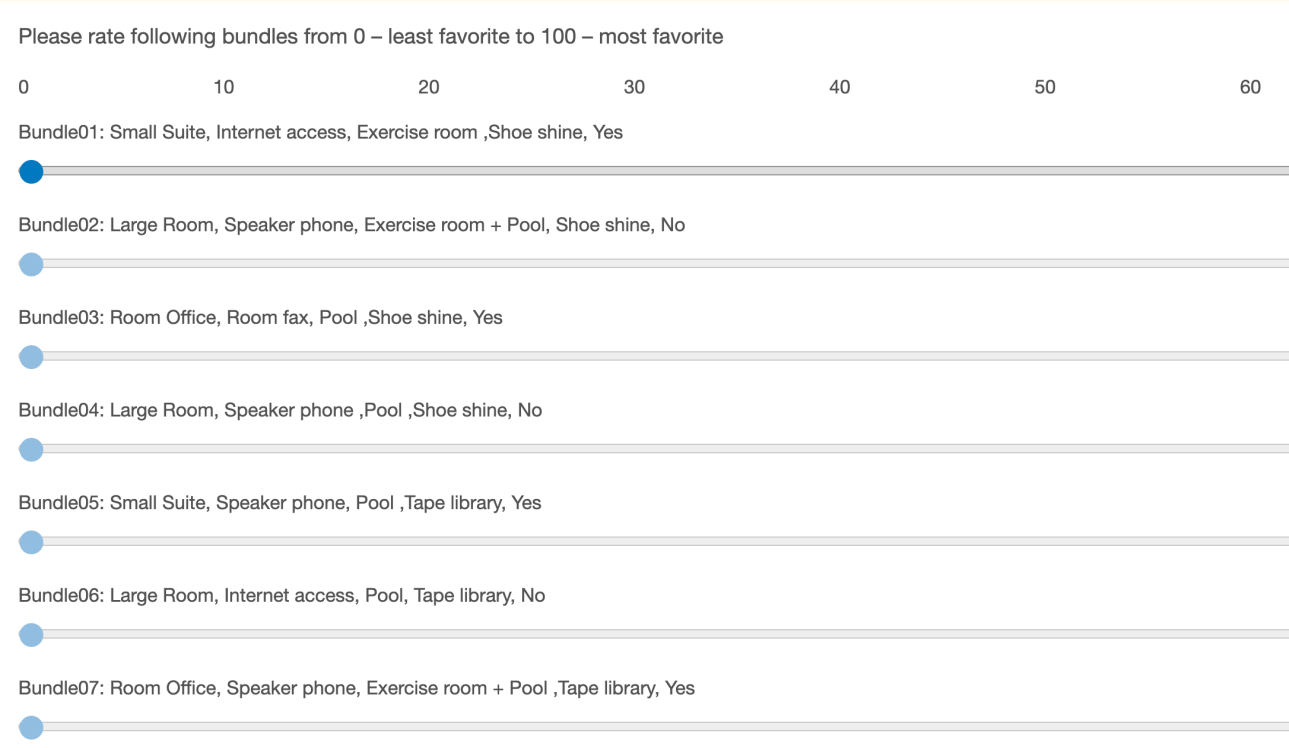 Please rate following bundles from 0 – least favorite to 100 – most favorite
0 10 20 30 40 50 60
Bundle01: Small Suite, Internet access, Exercise room ,Shoe shine, Yes
Bundle02: Large Room, Speaker phone, Exercise room + Pool, Shoe shine, No
Bundle03: Room Office, Room fax, Pool ,Shoe shine, Yes
Bundle04: Large Room, Speaker phone ,Pool ,Shoe shine, No
Bundle05: Small Suite, Speaker phone, Pool ,Tape library, Yes
Bundle06: Large Room, Internet access, Pool, Tape library, No
Bundle07: Room Office, Speaker phone, Exercise room + Pool ,Tape library, Yes